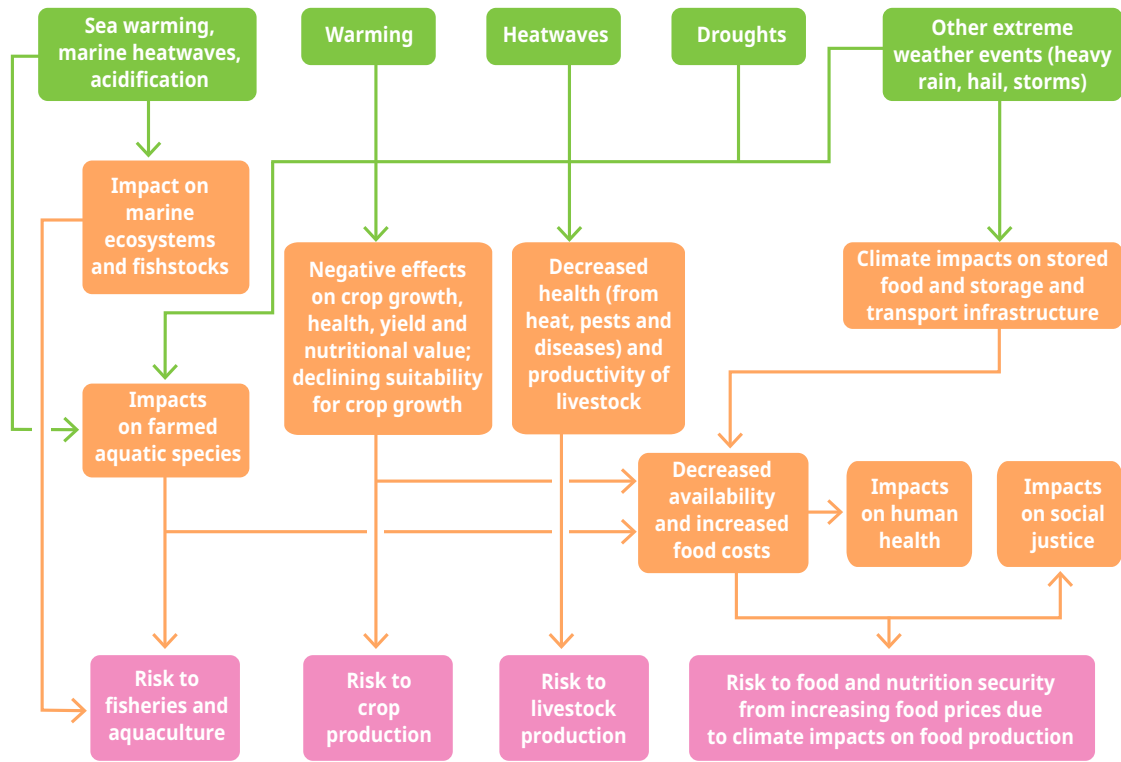 Sea warming,
marine heatwaves,
acidification
Warming
Heatwaves
Droughts
Other extreme
weather events (heavy
rain, hail, storms)
Impact on
marine
ecosystems
and fishstocks
Negative effects
on crop growth,
health, yield and
nutritional value;
declining suitability
for crop growth
Decreased
health (from
heat, pests and
diseases) and
productivity of
livestock
Climate impacts on stored
food and storage and
transport infrastructure
Impacts
on farmed
aquatic species
Decreased
availability
and increased
food costs
Impacts
on human
health
Impacts
on social
justice
Risk to
fisheries and
aquaculture
Risk to
crop
production
Risk to
livestock
production
Risk to food and nutrition security
from increasing food prices due
to climate impacts on food production